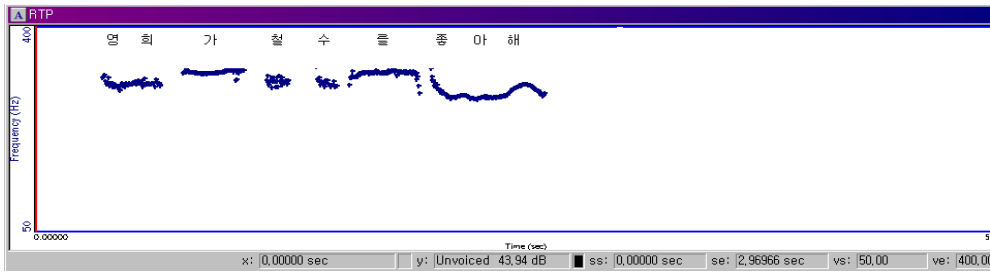 A RTP
400
영 희 가 철 수 를 좋 아 해
Frequency (Hz)
50
0.00000
5
Time (sec)
x: 0,00000 sec y: Unvoiced 43,94 dB ss: 0,00000 sec se: 2,96966 sec vs: 50,00 ve: 400,00